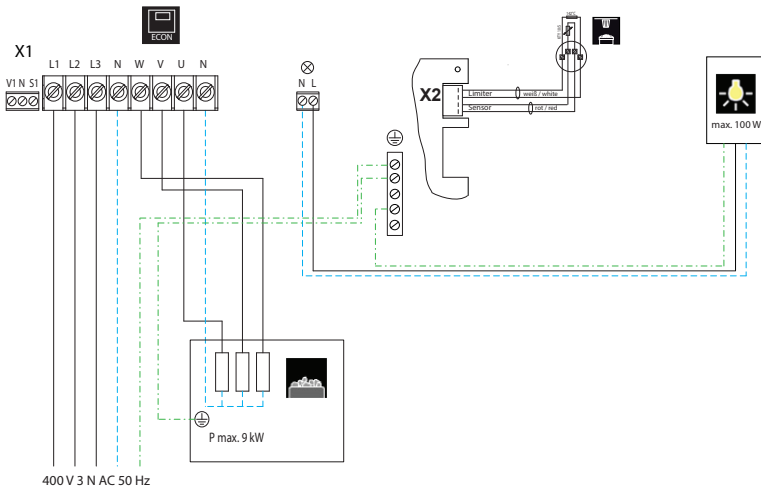 ECON
X1
L1 L2 L3 N W V U N
V1 N S1
N L
X2
Limiter weiß / white
Sensor rot / red
max. 100 W
P max. 9 kW
400 V 3 N AC 50 Hz